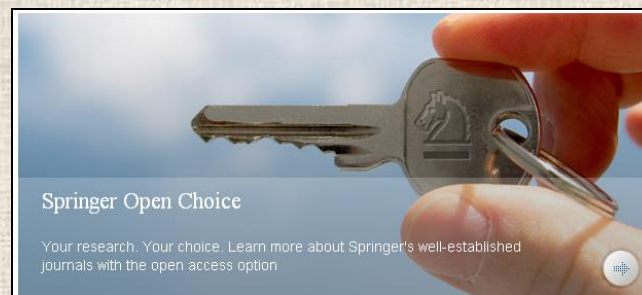 Springer Open Choice
Your research. Your choice. Learn more about Springer's well-established
journals with the open access option